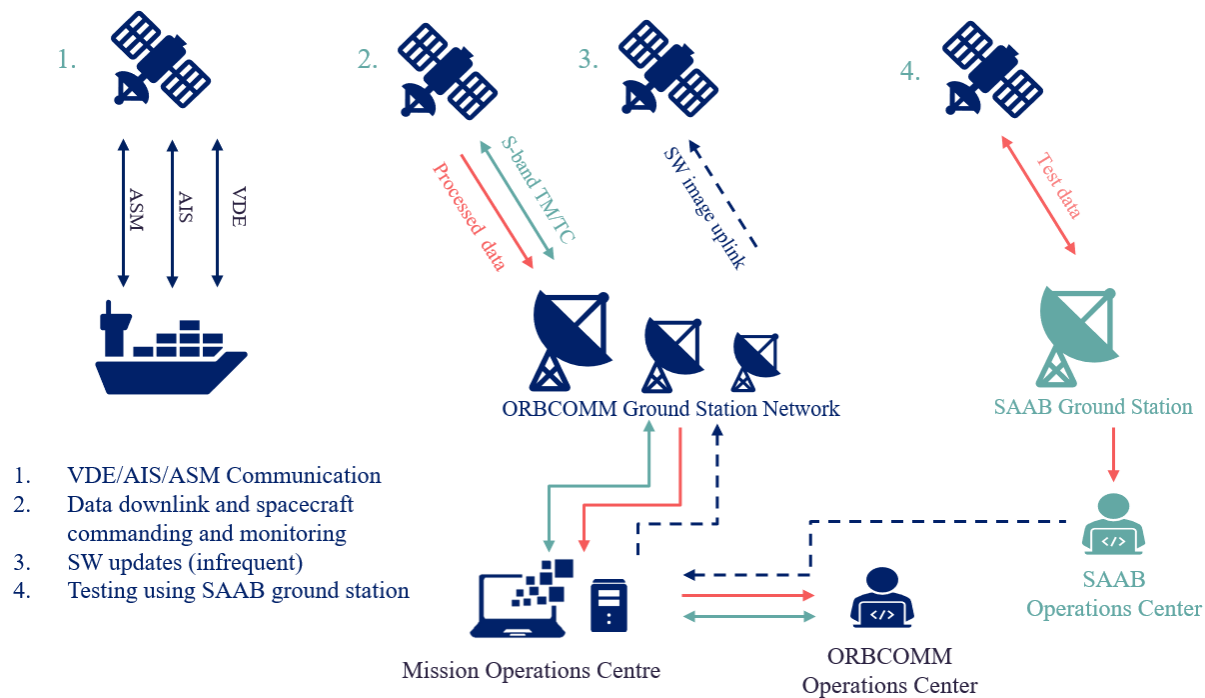 1.
2.
3.
4.
ASM
AIS
VDE
Processed data
S-band TM/TC
SW image uplink
Test data
ORBCOMM Ground Station Network
SAAB Ground Station
1. VDE/AIS/ASM Communication
2. Data downlink and spacecraft
commanding and monitoring
3. SW updates (infrequent)
4. Testing using SAAB ground station
</>
SAAB
Operations Center
</>
Mission Operations Centre
ORBCOMM
Operations Center